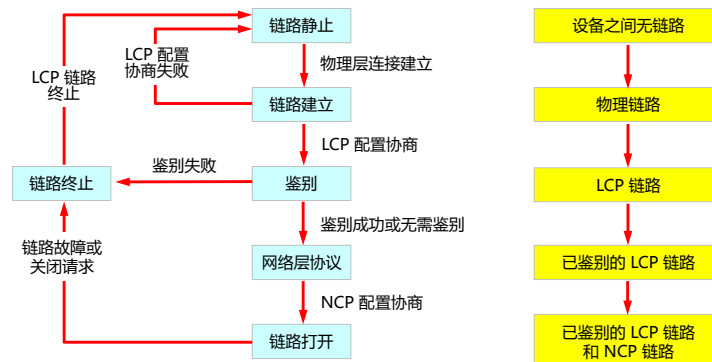 链路静止
设备之间无链路
LCP 配置
协商失败
物理层连接建立
LCP 链路
终止
链路建立
物理链路
LCP 配置协商
鉴别失败
链路终止
鉴别
LCP 链路
鉴别成功或无需鉴别
链路故障或
关闭请求
网络层协议
已鉴别的 LCP 链路
NCP 配置协商
链路打开
已鉴别的 LCP 链路
和 NCP 链路